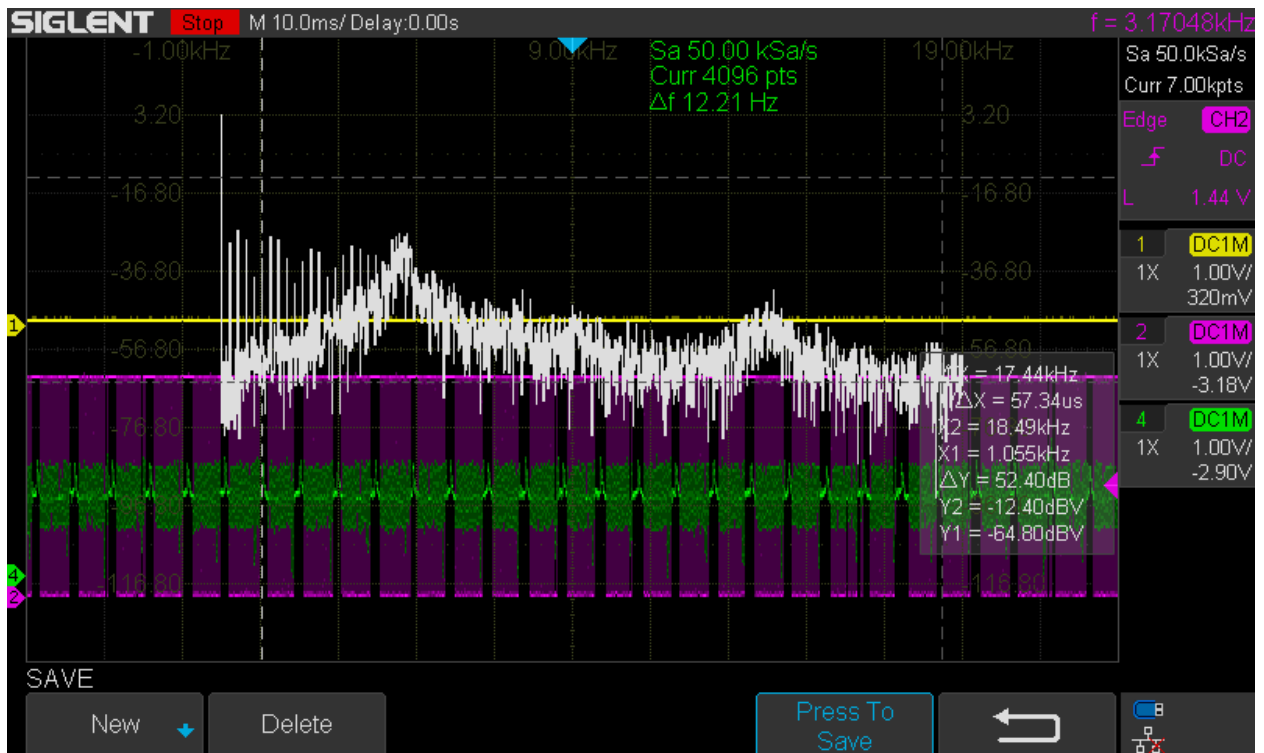 SIGLENT Stop M 10.0ms/ Delay:0.00s f = 3.17048kHz
-1.00kHz 9.00kHz 19.00kHz
Sa 50.00 kSa/s
Curr 4096 pts
Δf 12.21 Hz
3.20 3.20
-16.80 -16.80
-36.80 -36.80
-56.80 -56.80
-76.80
-116.80 -116.80
1
4
2
ΔX = 17.44kHz
1/ΔX = 57.34us
X2 = 18.49kHz
X1 = 1.055kHz
ΔY = 52.40dB
Y2 = -12.40dBV
Y1 = -64.80dBV
Sa 50.0kSa/s
Curr 7.00kpts
Edge CH2
DC
L 1.44 V
1 DC1M
1X 1.00V/
320mV
2 DC1M
1X 1.00V/
-3.18V
4 DC1M
1X 1.00V/
-2.90V
SAVE
New Delete Press To
Save